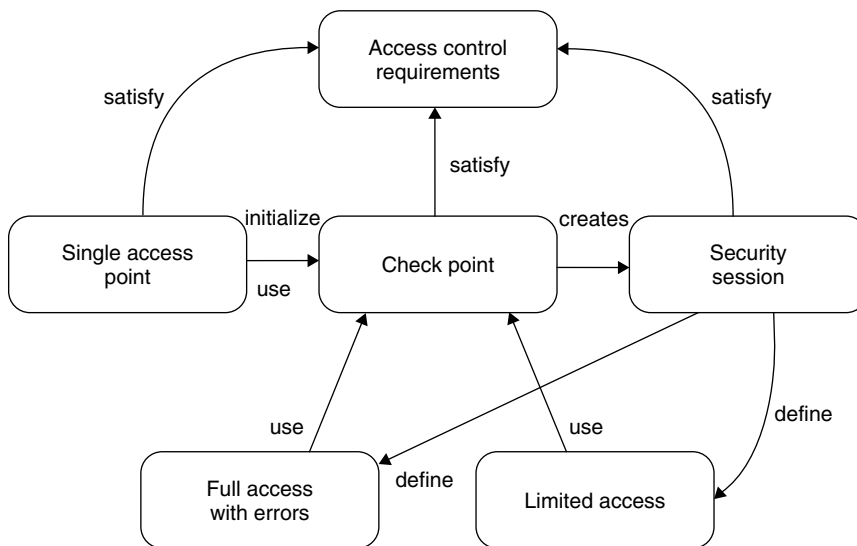 Access control
requirements
satisfy
satisfy
satisfy
initialize
creates
Single access
point
Check point
Security
session
use
use
use
define
define
Full access
with errors
Limited access